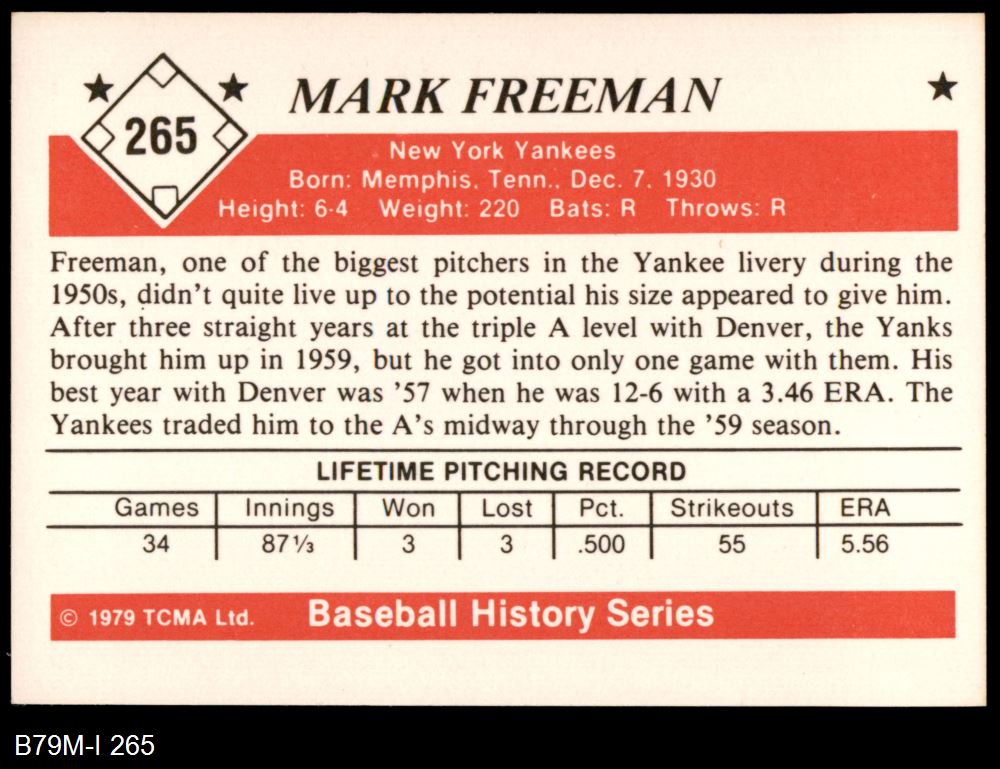 265
MARK FREEMAN
New York Yankees
Born: Memphis, Tenn., Dec. 7, 1930
Height: 6-4 Weight: 220 Bats: R Throws: R
Freeman, one of the biggest pitchers in the Yankee livery during the
1950s, didn't quite live up to the potential his size appeared to give him.
After three straight years at the triple A level with Denver, the Yanks
brought him up in 1959, but he got into only one game with them. His
best year with Denver was '57 when he was 12-6 with a 3.46 ERA. The
Yankees traded him to the A's midway through the '59 season.
LIFETIME PITCHING RECORD
Games Innings Won Lost Pct. Strikeouts ERA
34 87⅓ 3 3 .500 55 5.56
© 1979 TCMA Ltd. Baseball History Series
B79M-I 265